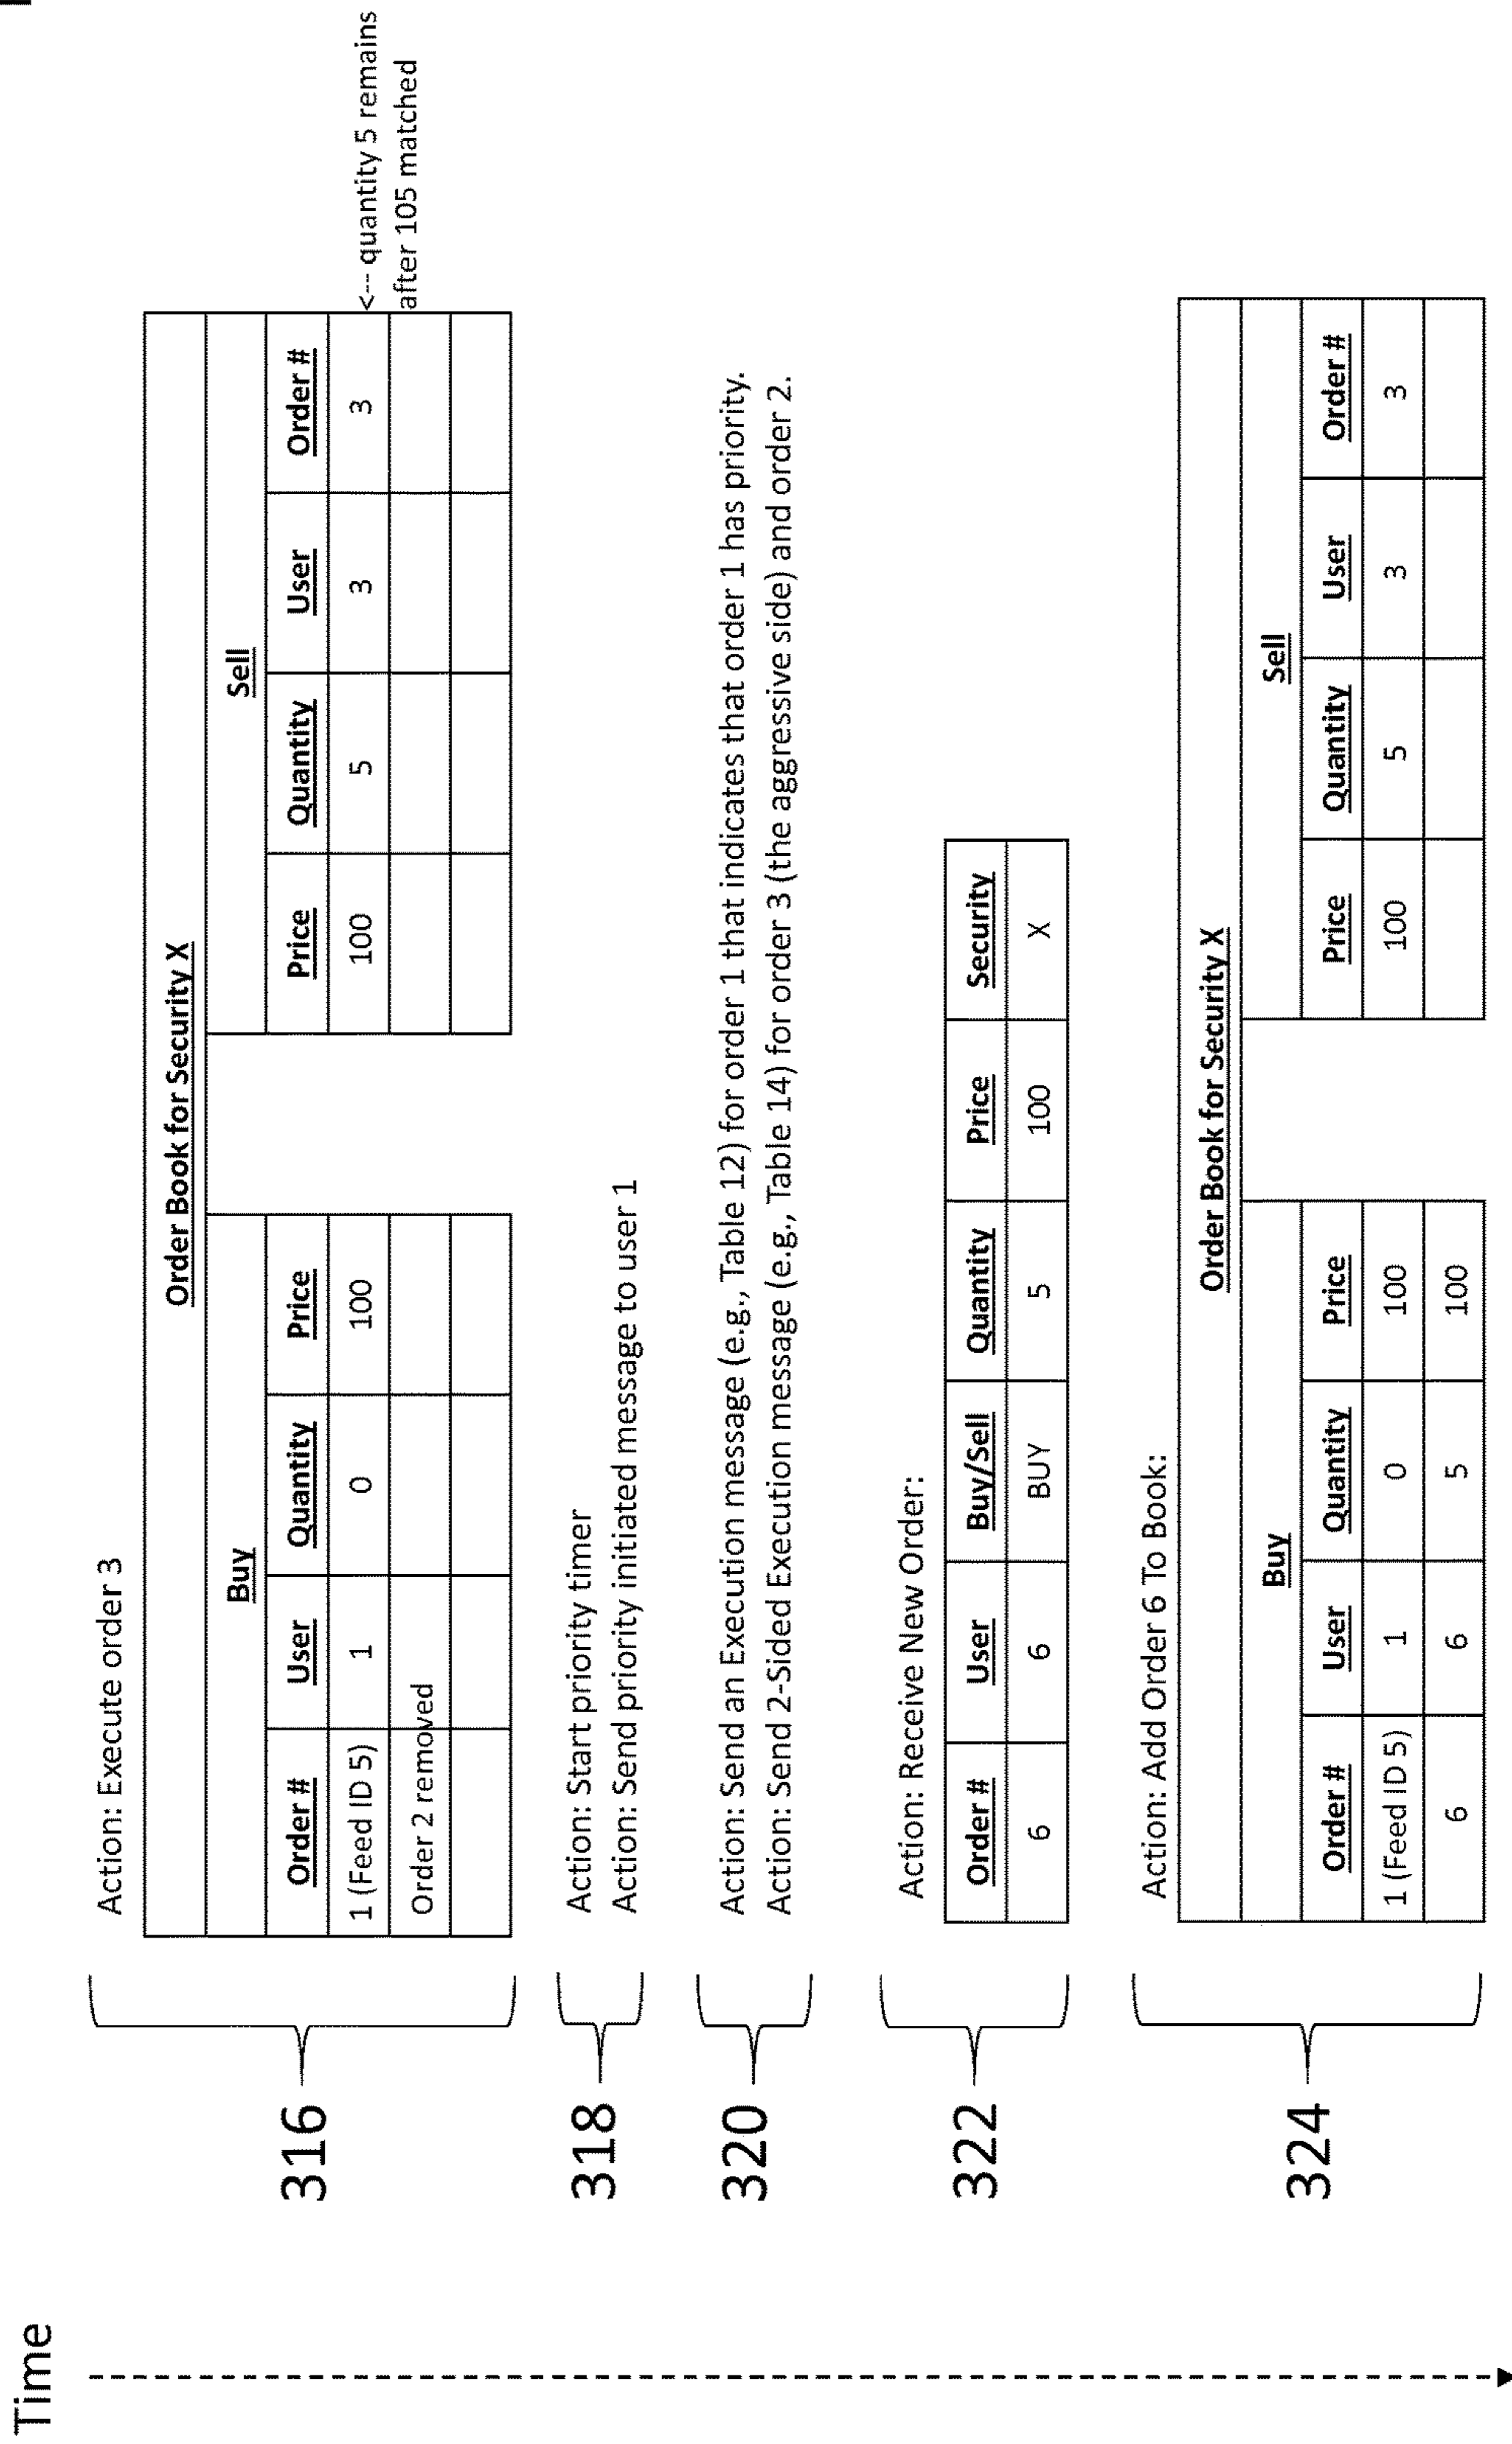 Time
316
Action: Execute order 3
Order Book for Security X
Buy Sell
Order # User Quantity Price Price Quantity User Order #
1 (Feed ID 5) 1 0 100 100 5 3 3 <-- quantity 5 remains
Order 2 removed after 105 matched
318
Action: Start priority timer
Action: Send priority initiated message to user 1
320
Action: Send an Execution message (e.g., Table 12) for order 1 that indicates that order 1 has priority.
Action: Send 2-Sided Execution message (e.g., Table 14) for order 3 (the aggressive side) and order 2.
322
Action: Receive New Order:
Order # User Buy/Sell Quantity Price Security
6 6 BUY 5 100 X
324
Action: Add Order 6 To Book:
Order Book for Security X
Buy Sell
Order # User Quantity Price Price Quantity User Order #
1 (Feed ID 5) 1 0 100 100 5 3 3
6 6 5 100